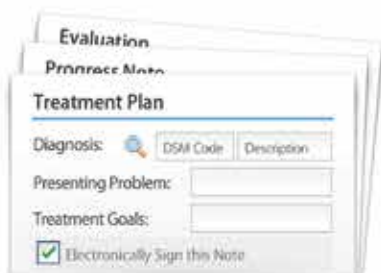 Evaluation
Progress Note
Treatment Plan
Diagnosis: DSM Code Description
Presenting Problem:
Treatment Goals:
Electronically Sign this Note